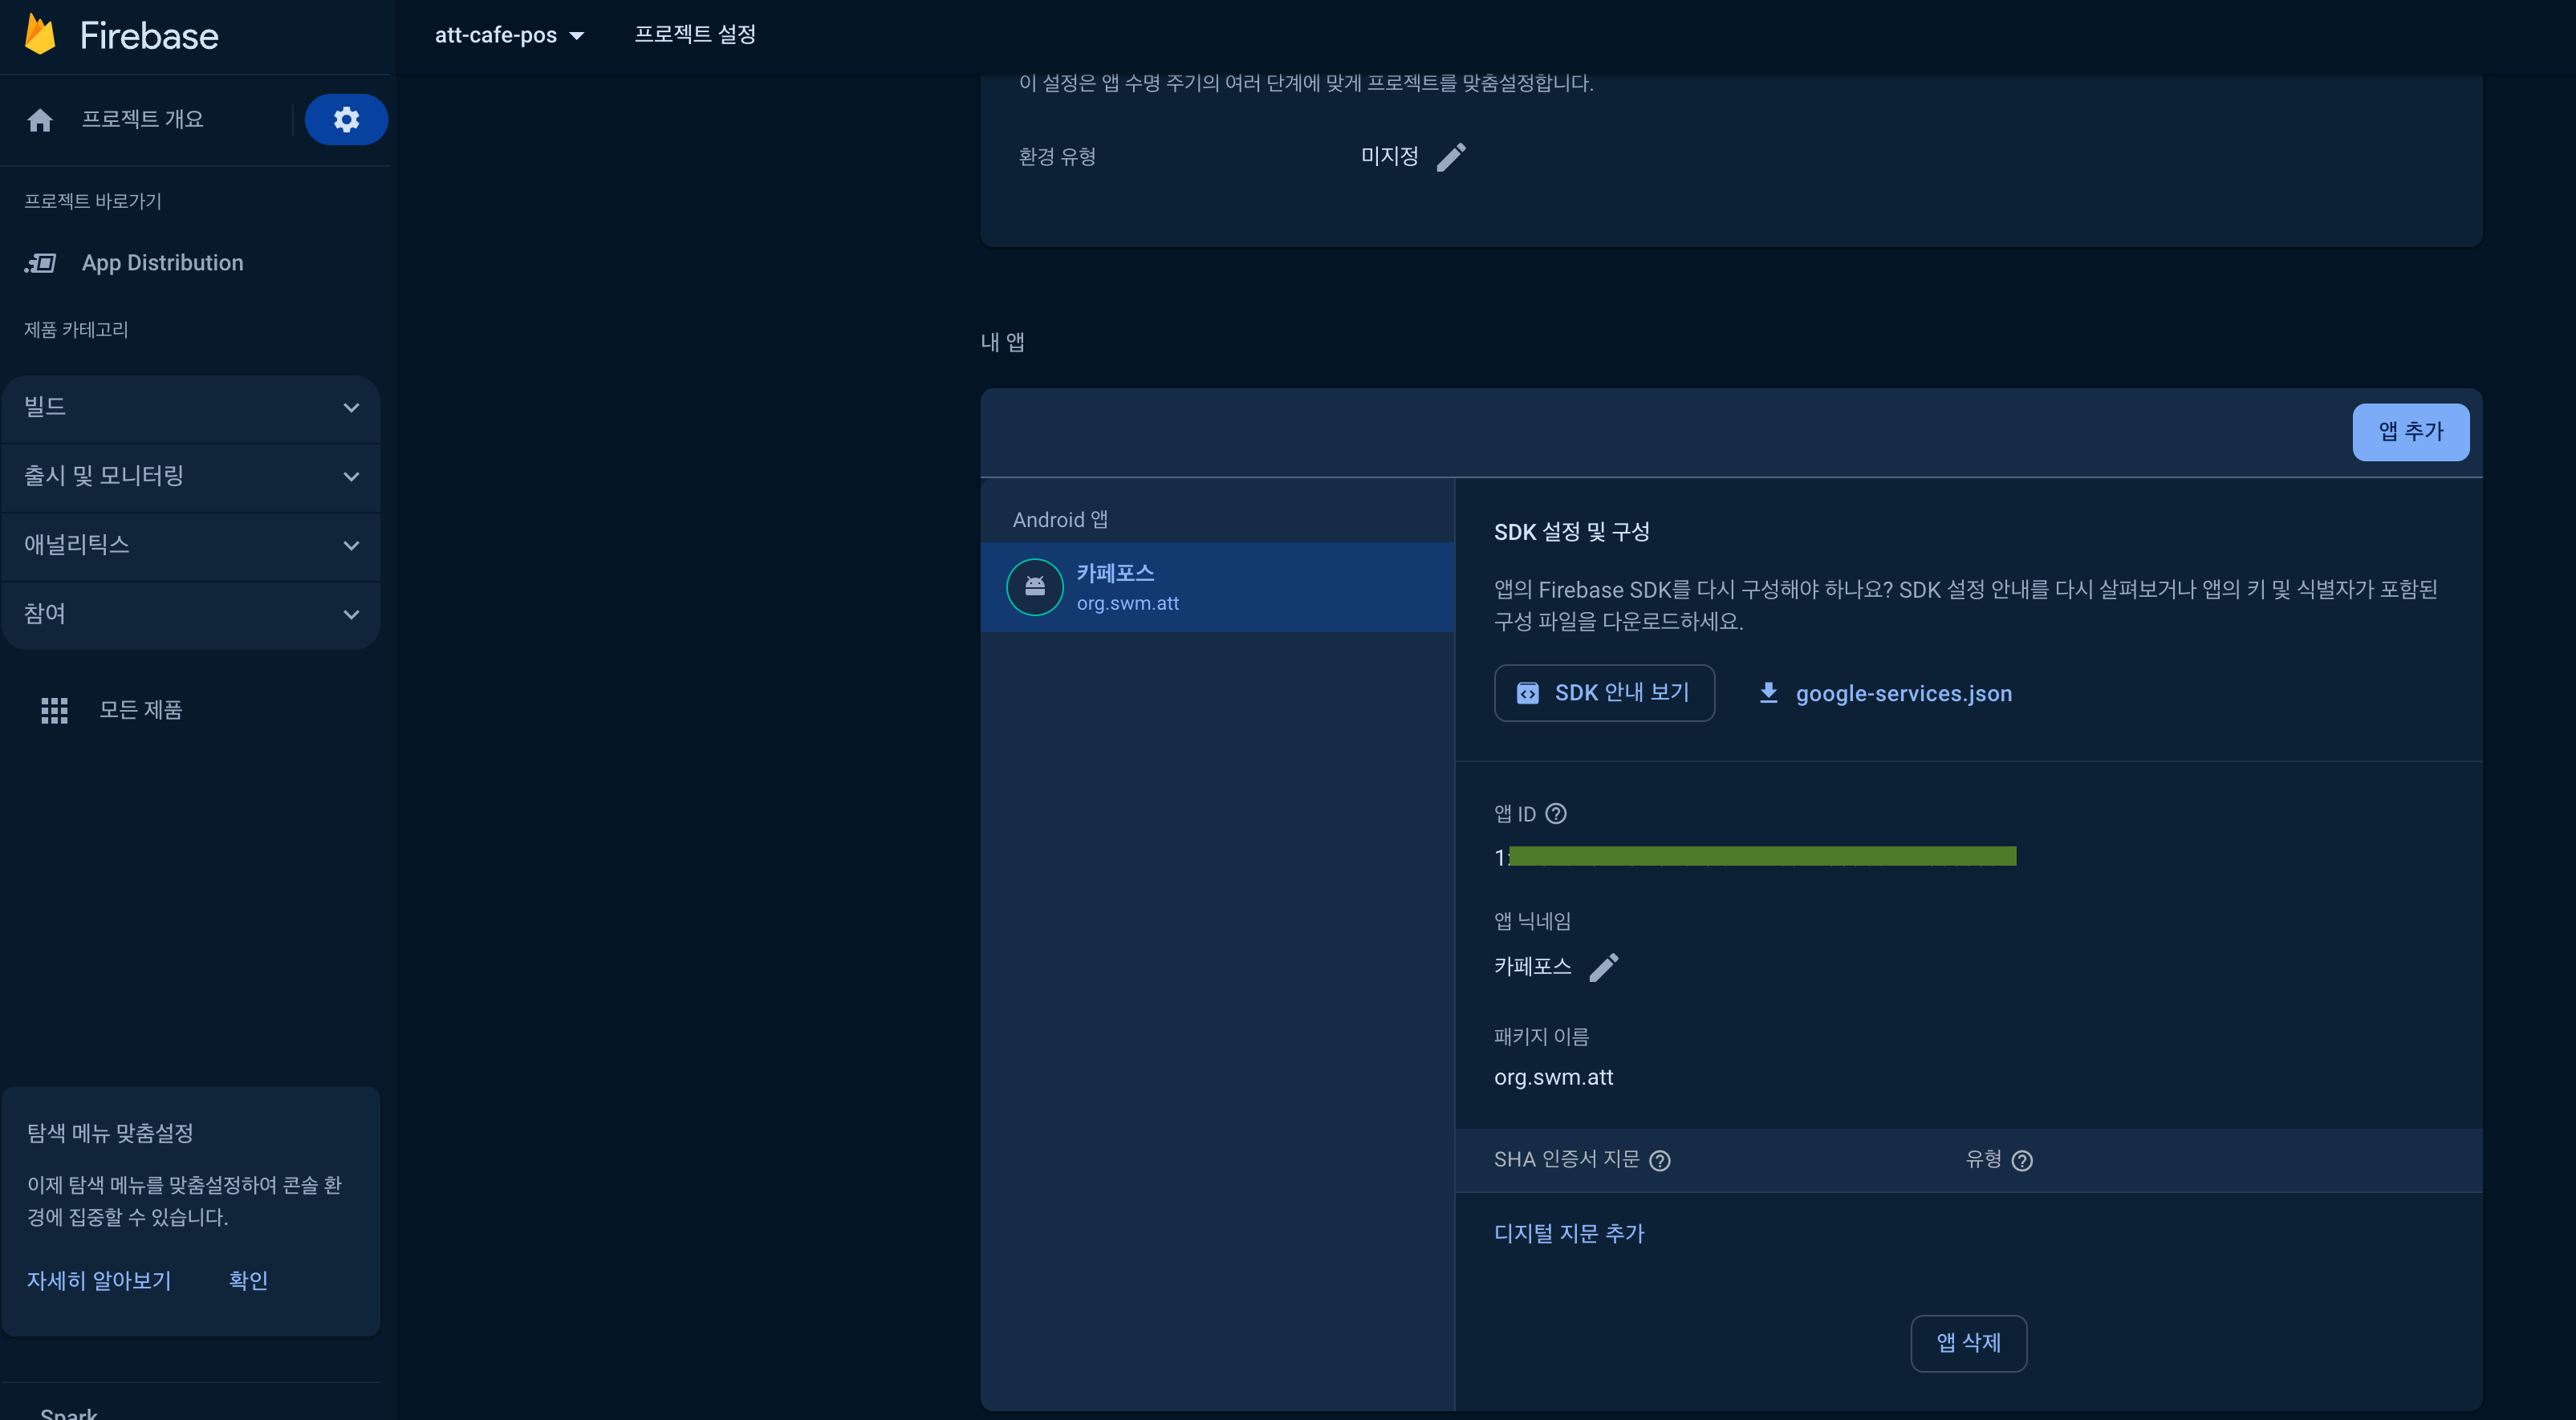 Firebase
att-cafe-pos
프로젝트 설정
프로젝트 개요
프로젝트 바로가기
App Distribution
제품 카테고리
빌드
출시 및 모니터링
애널리틱스
참여
모든 제품
탐색 메뉴 맞춤설정
이제 탐색 메뉴를 맞춤설정하여 콘솔 환
경에 집중할 수 있습니다.
자세히 알아보기
확인
Spark
이 설정은 앱 수명 주기의 여러 단계에 맞게 프로젝트를 맞춤설정합니다.
환경 유형
미지정
내 앱
앱 추가
Android 앱
카페포스
org.swm.att
SDK 설정 및 구성
앱의 Firebase SDK를 다시 구성해야 하나요? SDK 설정 안내를 다시 살펴보거나 앱의 키 및 식별자가 포함된
구성 파일을 다운로드하세요.
SDK 안내 보기
google-services.json
앱 ID
1:
앱 닉네임
카페포스
패키지 이름
org.swm.att
SHA 인증서 지문
유형
디지털 지문 추가
앱 삭제